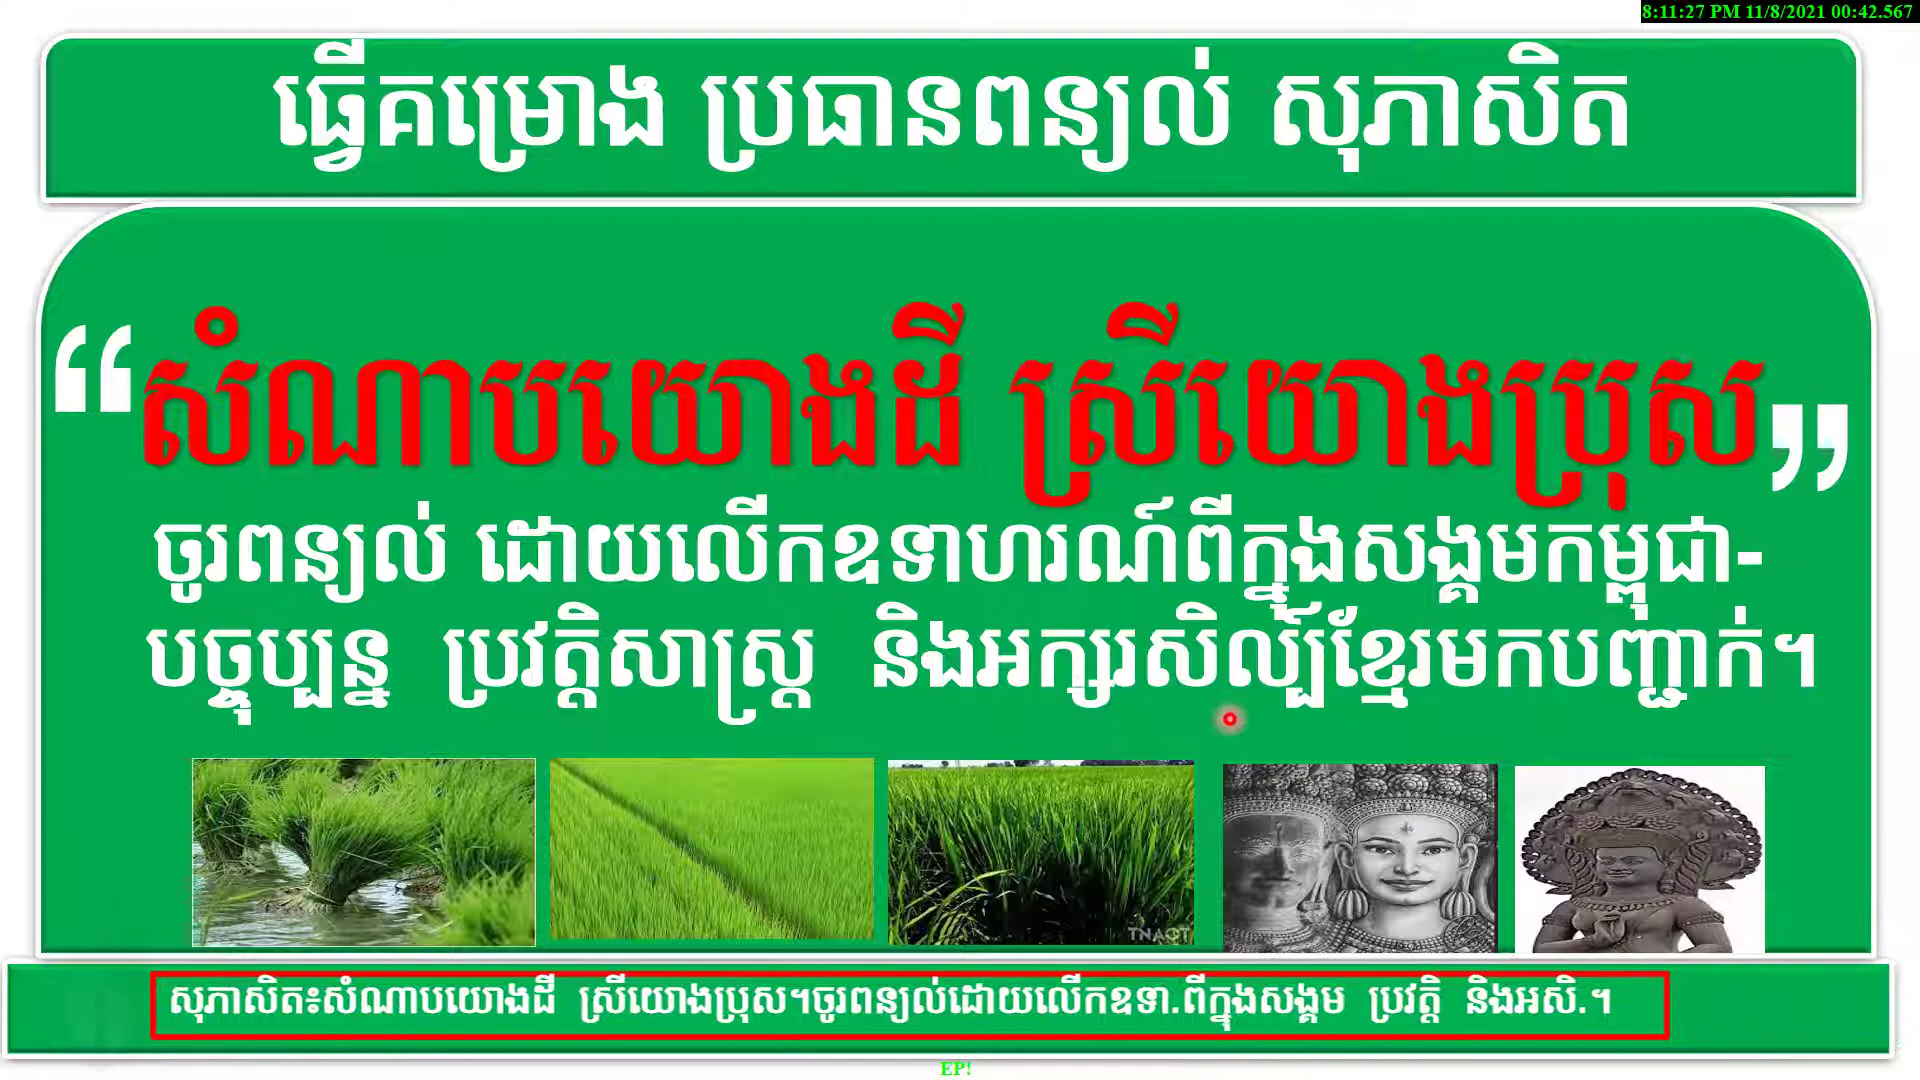 8:11:27 PM 11/8/2021 00:42.567
ធ្វើគម្រោង ប្រធានពន្យល់ សុភាសិត
“សំណាបយោងដី ស្រីយោងប្រុស”
ចូរពន្យល់ ដោយលើកឧទាហរណ៍ពីក្នុងសង្គមកម្ពុជា-
បច្ចុប្បន្ន ប្រវត្តិសាស្ត្រ និងអក្សរសិល្ប៍ខ្មែរមកបញ្ជាក់។
TNAOT
សុភាសិត៖សំណាបយោងដី ស្រីយោងប្រុស។ចូរពន្យល់ដោយលើកឧទា.ពីក្នុងសង្គម ប្រវត្តិ និងអសិ.។
EP!